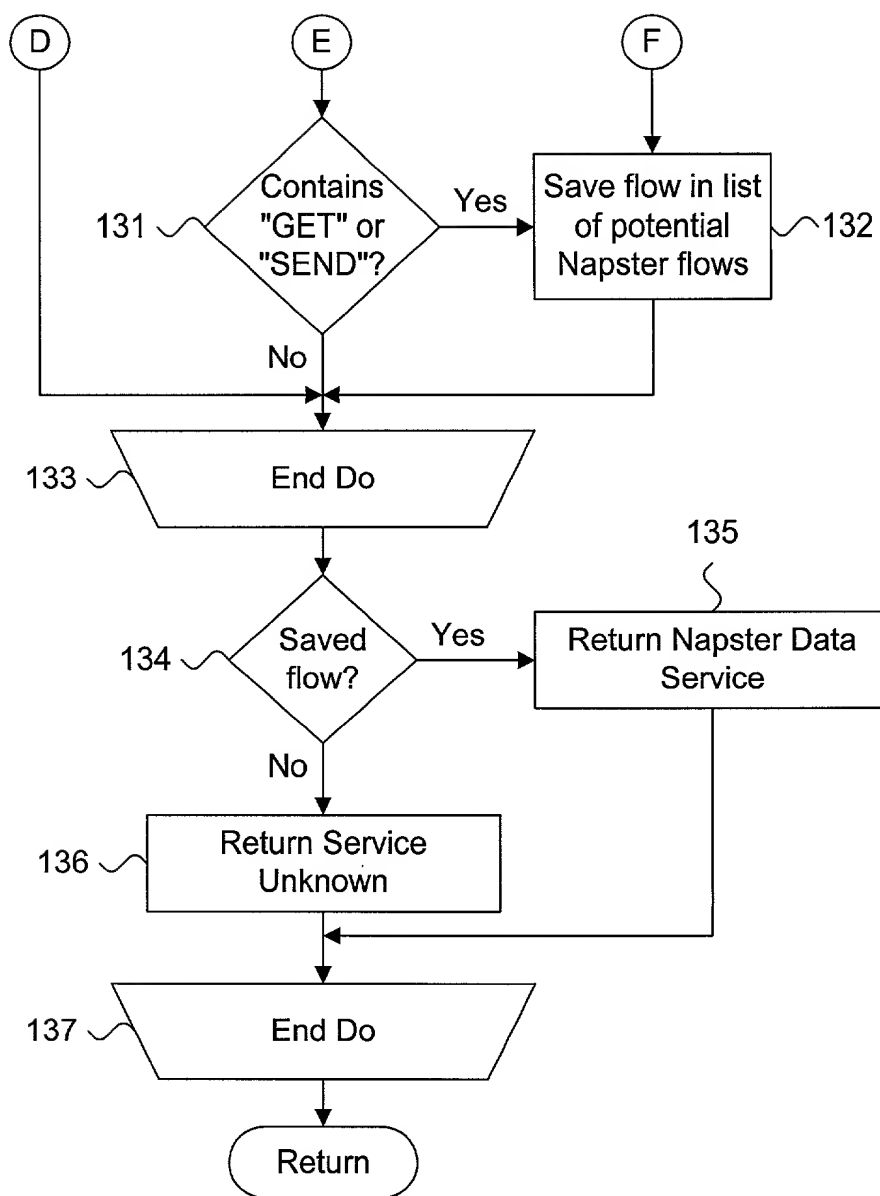 D
E
F
Contains
"GET" or
"SEND"?
131
Yes
Save flow in list
of potential
Napster flows
132
No
End Do
133
135
Saved
flow?
134
Yes
Return Napster Data
Service
No
Return Service
Unknown
136
End Do
137
Return